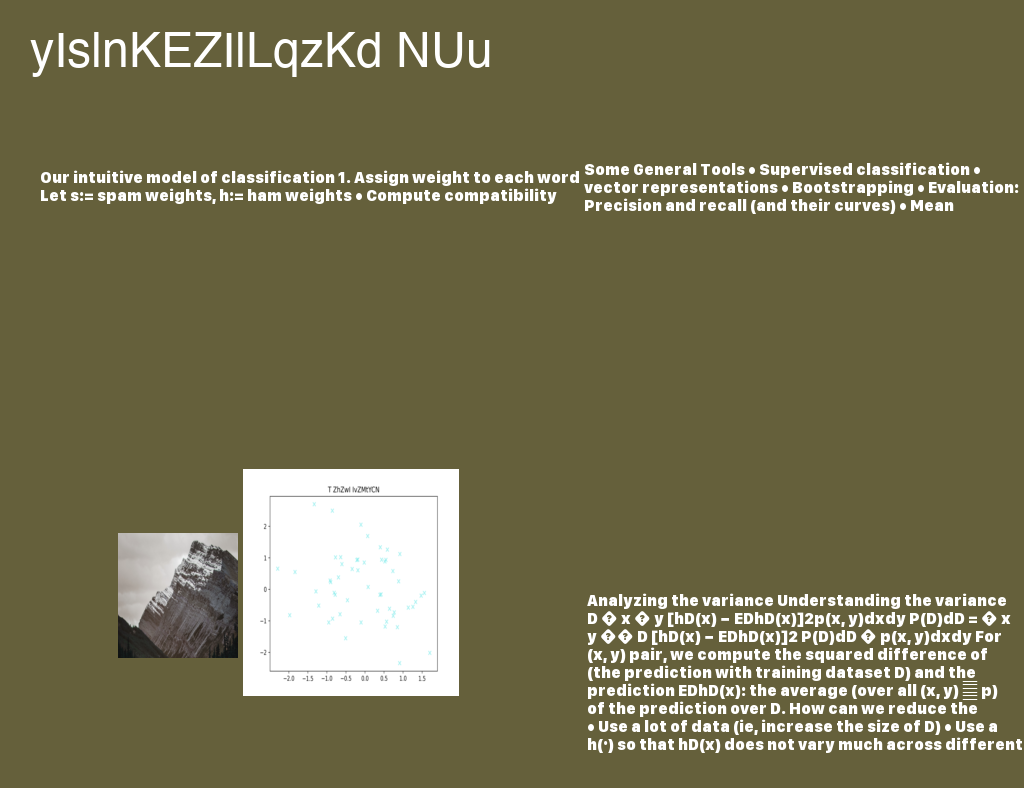 yIslnKEZIlLqzKd NUu
Our intuitive model of classification 1. Assign weight to each word
Let s:= spam weights, h:= ham weights • Compute compatibility
Some General Tools • Supervised classification •
vector representations • Bootstrapping • Evaluation:
Precision and recall (and their curves) • Mean
T ZhZwI IvZMtYCN
2
1
0
−1
−2
−2.0 −1.5 −1.0 −0.5 0.0 0.5 1.0 1.5
Analyzing the variance Understanding the variance
D � x � y [hD(x) − EDhD(x)]2p(x, y)dxdy P(D)dD = � x
y �� D [hD(x) − EDhD(x)]2 P(D)dD � p(x, y)dxdy For
(x, y) pair, we compute the squared difference of
(the prediction with training dataset D) and the
prediction EDhD(x): the average (over all (x, y) p)
of the prediction over D. How can we reduce the
• Use a lot of data (ie, increase the size of D) • Use a
h(·) so that hD(x) does not vary much across different